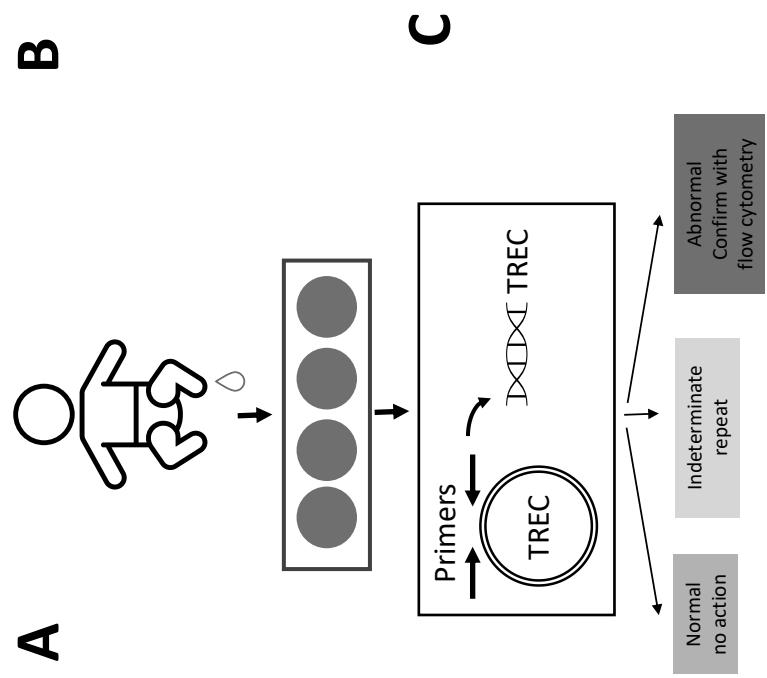 A
B
C
Primers
TREC
TREC
Normal
no action
Indeterminate
repeat
Abnormal
Confirm with
flow cytometry